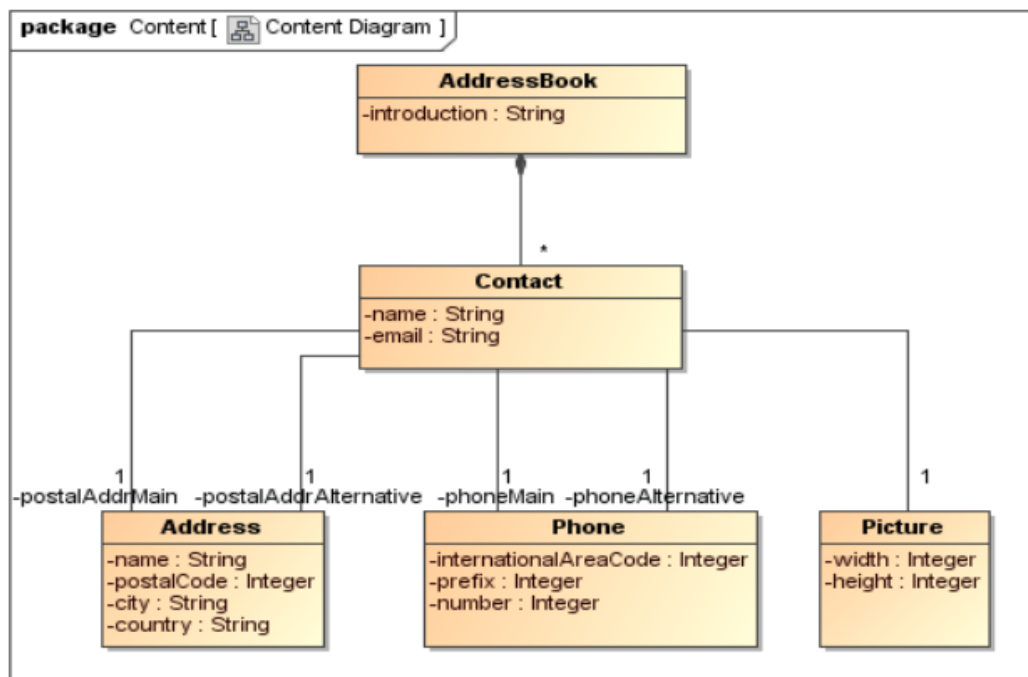 package Content [ Content Diagram ]
AddressBook
-introduction : String
*
Contact
-name : String
-email : String
1
-postalAddrMain
1
-postalAddrAlternative
1
-phoneMain
1
-phoneAlternative
1
Address
-name : String
-postalCode : Integer
-city : String
-country : String
Phone
-internationalAreaCode : Integer
-prefix : Integer
-number : Integer
Picture
-width : Integer
-height : Integer